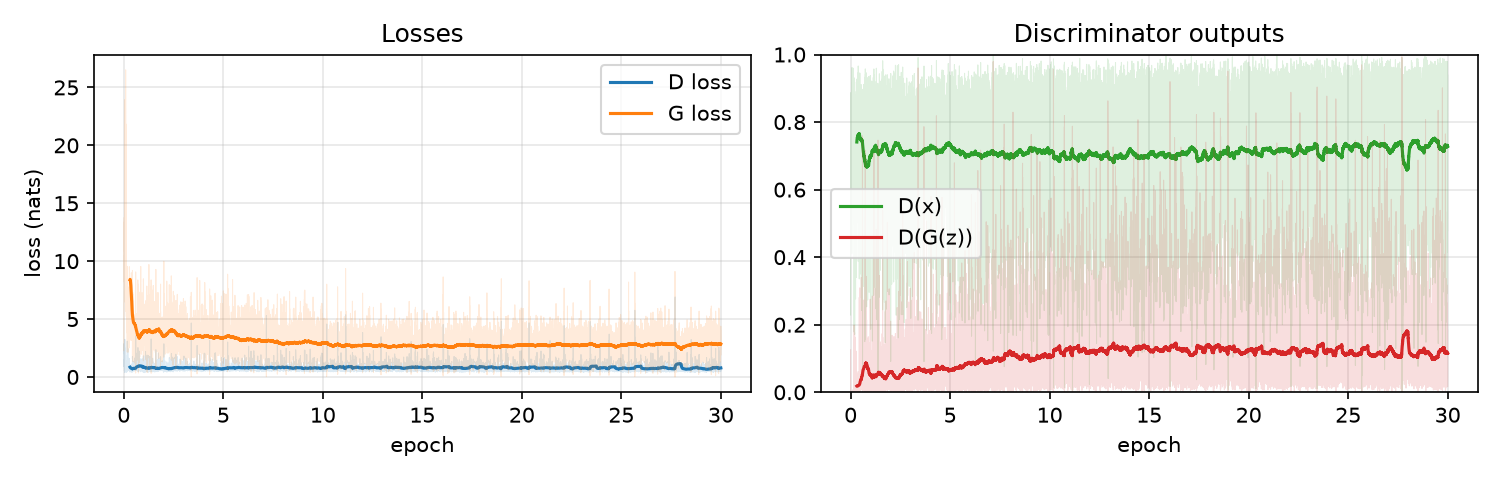 Losses
Discriminator outputs
D loss
G loss
D(x)
D(G(z))
loss (nats)
25
20
15
10
5
0
1.0
0.8
0.6
0.4
0.2
0.0
0 5 10 15 20 25 30
0 5 10 15 20 25 30
epoch
epoch